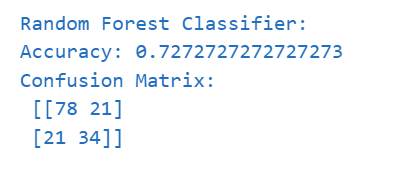 Random Forest Classifier:
Accuracy: 0.7272727272727273
Confusion Matrix:
 [[78 21]
 [21 34]]